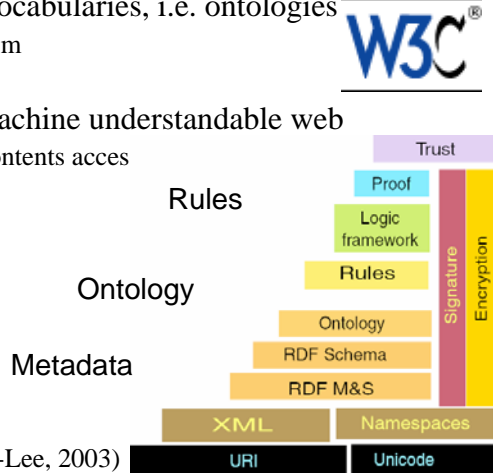 ocabularies, i.e. ontologies
m
W3C®
achine understandable web
ontents acces
Trust
Proof
Rules
Logic
framework
Signature
Encryption
Rules
Ontology
Ontology
RDF Schema
Metadata
RDF M&S
XML
Namespaces
-Lee, 2003)
URI
Unicode